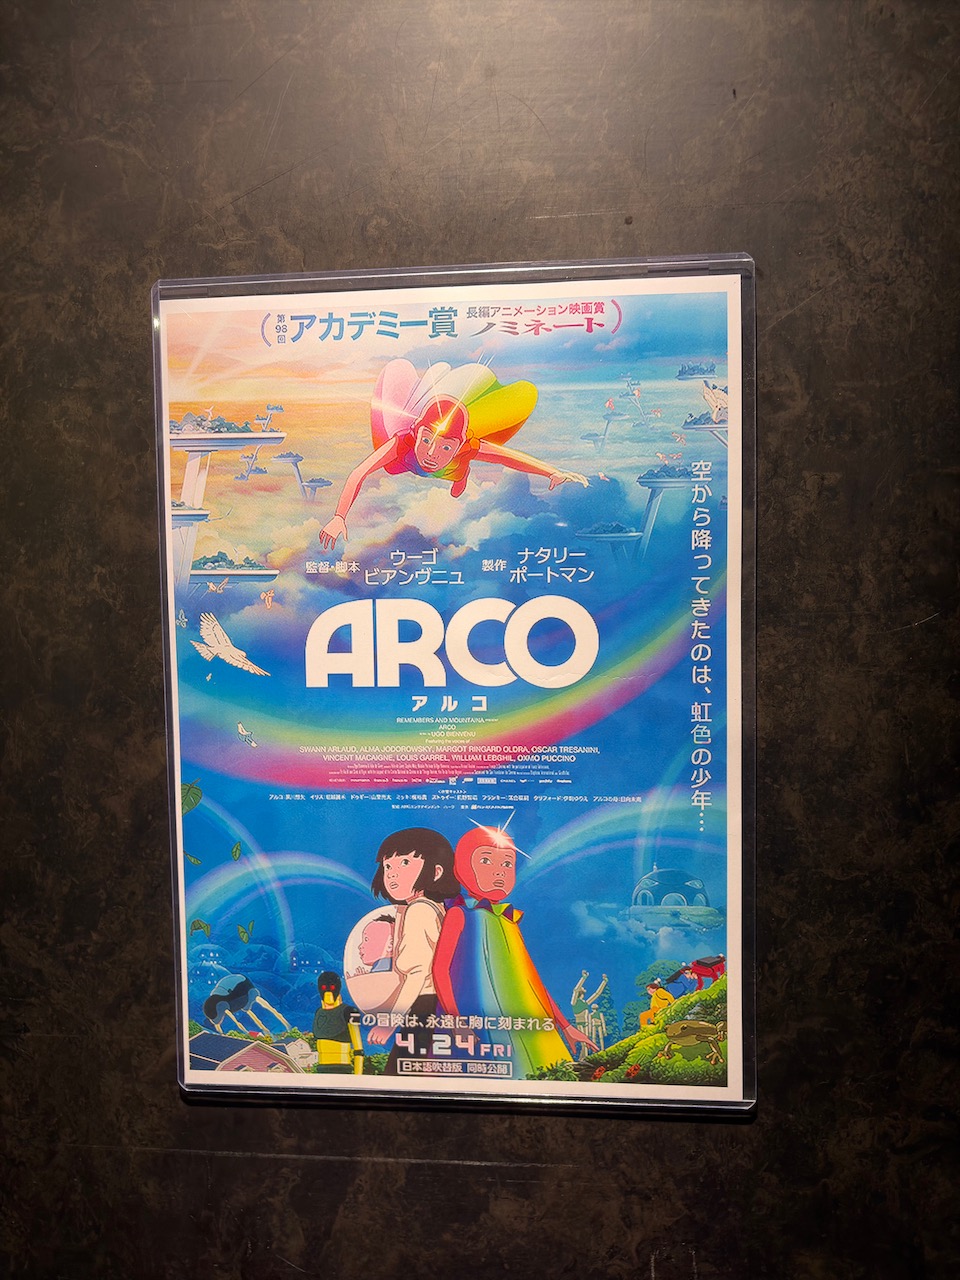 第98回
アカデミー賞
長編アニメーション映画賞
ノミネート
空から降ってきたのは、虹色の少年…
監督・脚本
ウーゴ
ビアンヴニュ
製作
ナタリー
ポートマン
ARCO
アルコ
REMEMBERS AND MOUNTAINA
ARCO
UGO BIENVENU
Featuring the voices of
SWANN ARLAUD, ALMA JODOROWSKY, MARGOT RINGARD OLDRA, OSCAR TRESANINI,
VINCENT MACAIGNE, LOUIS GARREL, WILLIAM LEBGHIL, OXMO PUCCINO
この冒険は、永遠に胸に刻まれる
4.24 FRI
日本語吹替版 同時公開